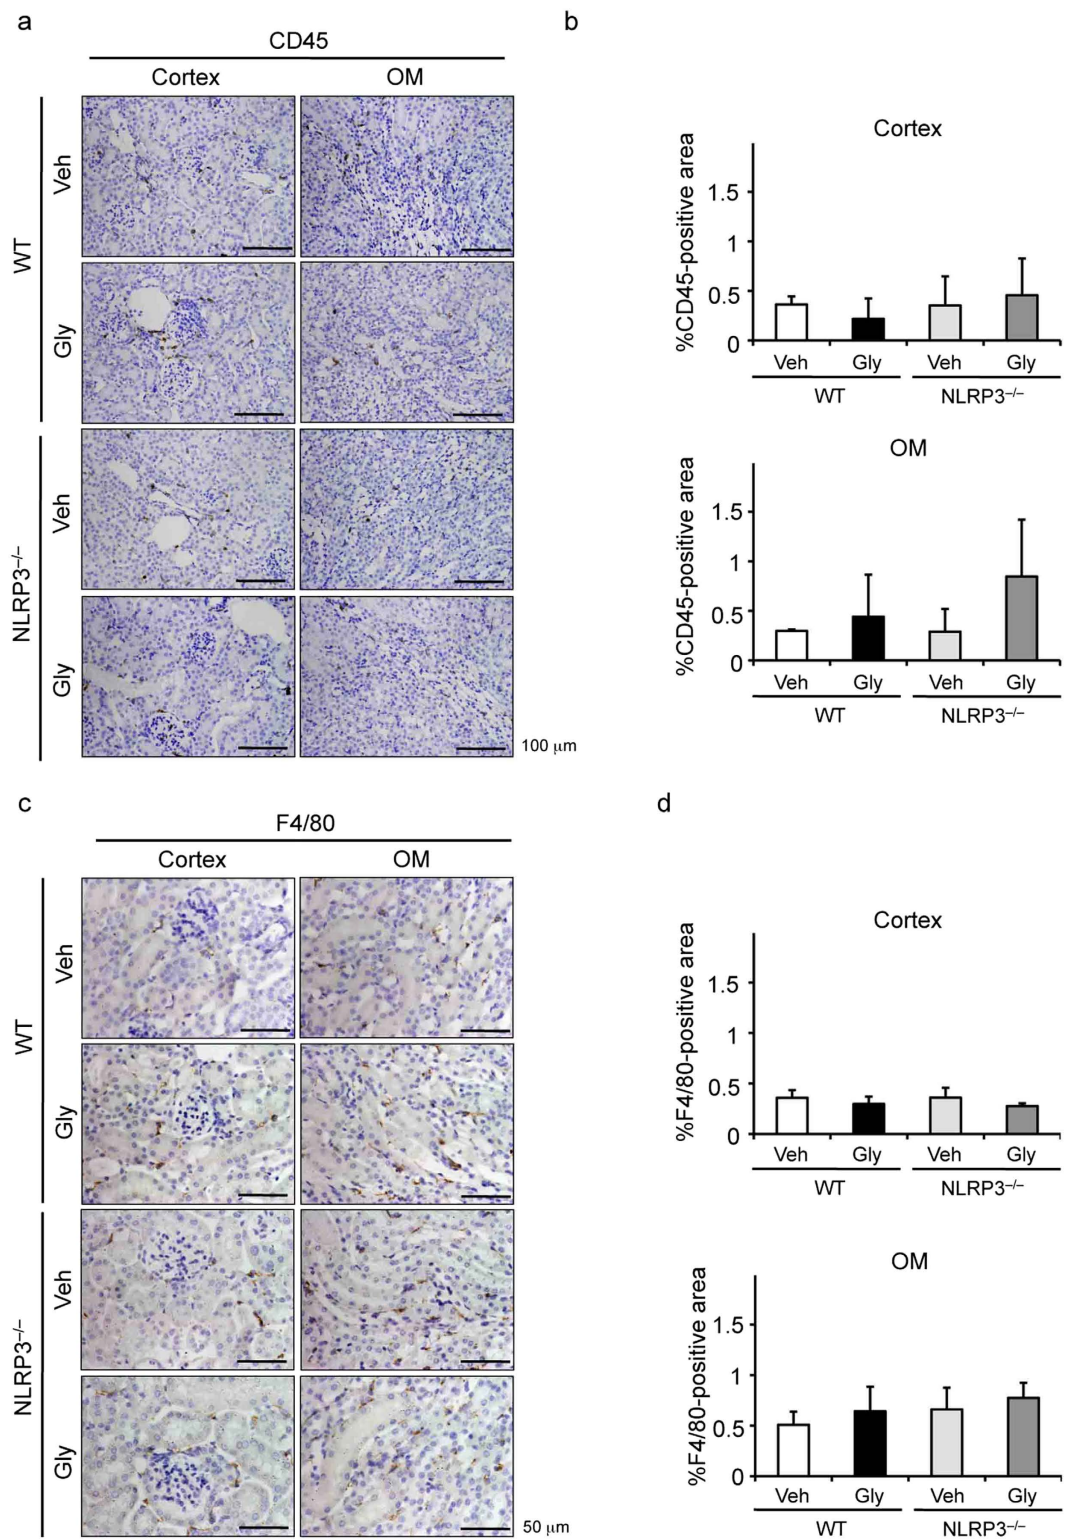 a
CD45
Cortex OM
WT
Veh
Gly
NLRP3–/–
Veh
Gly
100 μm
b
Cortex
%CD45-positive area
1.5
1
0.5
0
Veh Gly Veh Gly
WT NLRP3–/–
OM
%CD45-positive area
1.5
1
0.5
0
Veh Gly Veh Gly
WT NLRP3–/–
c
F4/80
Cortex OM
WT
Veh
Gly
NLRP3–/–
Veh
Gly
50 μm
d
Cortex
%F4/80-positive area
1.5
1
0.5
0
Veh Gly Veh Gly
WT NLRP3–/–
OM
%F4/80-positive area
1.5
1
0.5
0
Veh Gly Veh Gly
WT NLRP3–/–